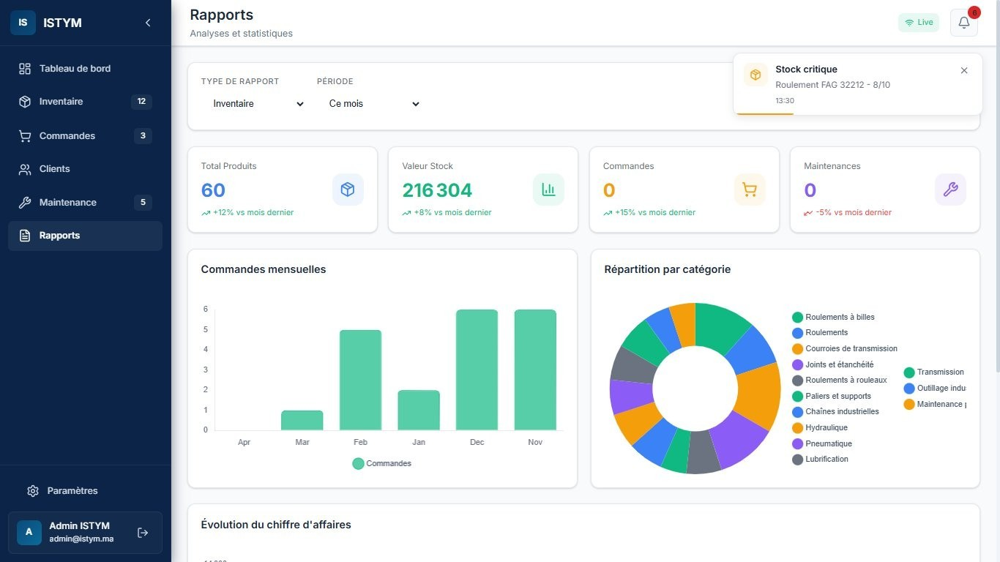 IS ISTYM
Tableau de bord
Inventaire 12
Commandes 3
Clients
Maintenance 5
Rapports
Paramètres
A
Admin ISTYM
admin@istym.ma
Rapports
Analyses et statistiques
Live
6
Stock critique
Roulement FAG 32212 - 8/10
13:30
TYPE DE RAPPORT PÉRIODE
Inventaire Ce mois
Total Produits
60
+12% vs mois dernier
Valeur Stock
216 304
+8% vs mois dernier
Commandes
0
+15% vs mois dernier
Maintenances
0
-5% vs mois dernier
Commandes mensuelles
6
5
4
3
2
1
0
Apr Mar Feb Jan Dec Nov
Commandes
Répartition par catégorie
Roulements à billes
Roulements
Courroies de transmission
Joints et étanchéité
Roulements à rouleaux
Paliers et supports
Chaînes industrielles
Hydraulique
Pneumatique
Lubrification
Transmission
Outillage indu
Maintenance
Évolution du chiffre d'affaires